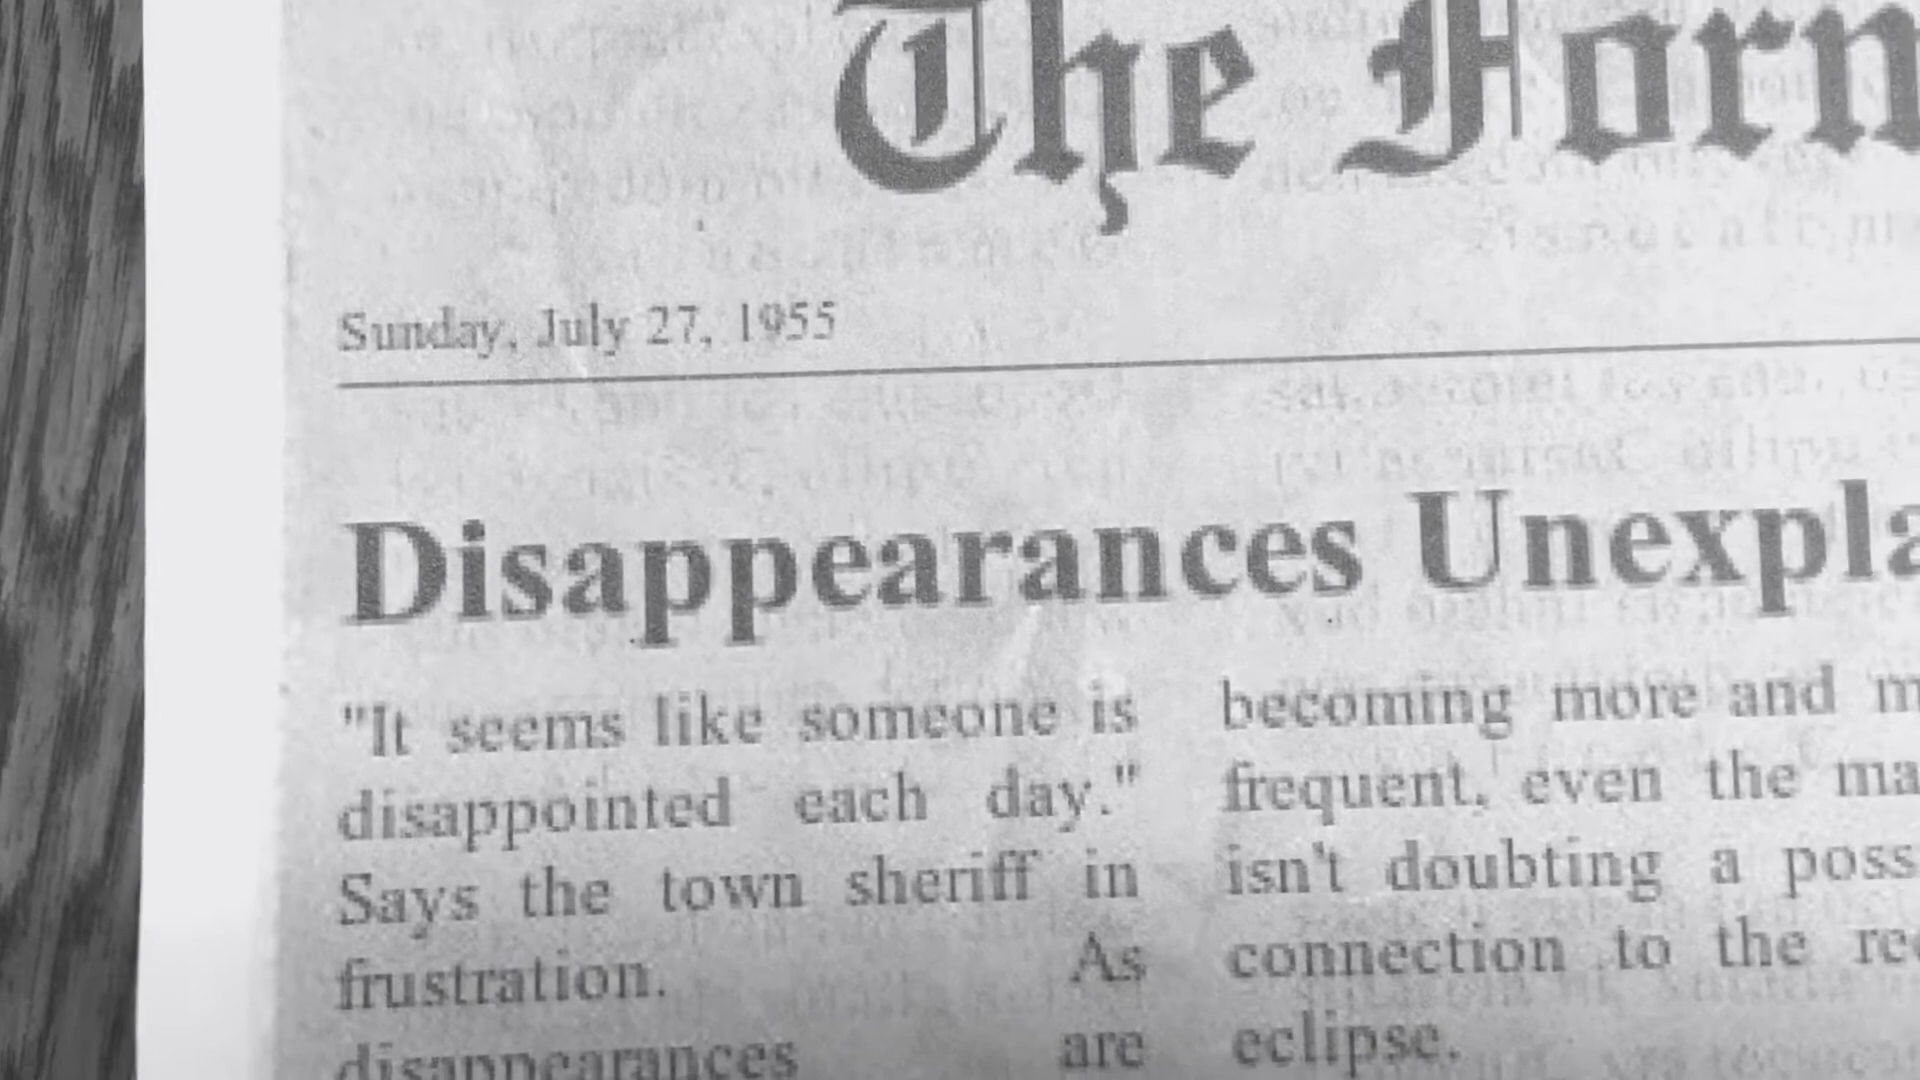 The Forn
Sunday, July 27, 1955
Disappearances Unexpla
"It seems like someone is
disappointed each day."
Says the town sheriff in
frustration. As
disappearances are
becoming more and m
frequent, even the ma
isn't doubting a poss
connection to the rec
eclipse.